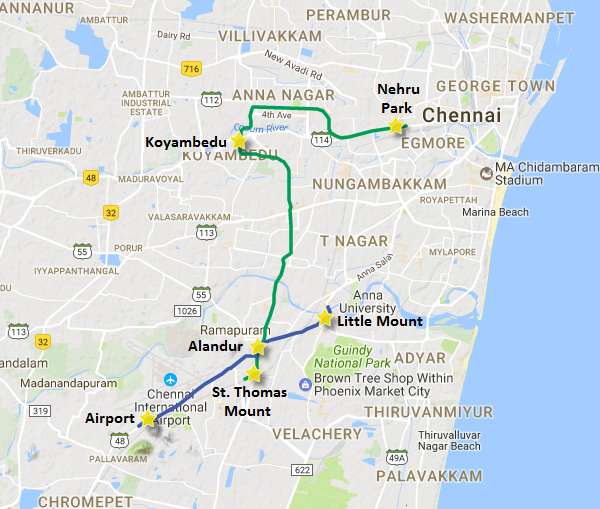 ANNANUR
AMBATTUR
PERAMBUR
WASHERMANPET
Dairy Rd
VILLIVAKKAM
New Avadi Rd
716
AMBATTUR
INDUSTRIAL
ESTATE
112
ANNA NAGAR
4th Ave
Cooum River
Nehru
Park
GEORGE TOWN
Chennai
114
EGMORE
Koyambedu
KOYAMBEDU
THIRUVERKADU
48
MADURAVOYAL
32
NUNGAMBAKKAM
MA Chidambaram
Stadium
ROYAPETTAH
Marina Beach
VALASARAVAKKAM
113
32
T NAGAR
PORUR
55
55
MYLAPORE
IYYAPPANTHANGAL
Anna Salai
55
1026
Anna
University
Ramapuram
Little Mount
113
Alandur
Guindy
National Park
ADYAR
Madanandapuram
Chennai
International
Airport
St. Thomas
Mount
Brown Tree Shop Within
Phoenix Market City
319
Airport
THIRUVANMIYUR
48
PALLAVARAM
VELACHERY
Thiruvalluvar
Nagar Beach
622
49A
PALAVAKKAM
CHROMEPET